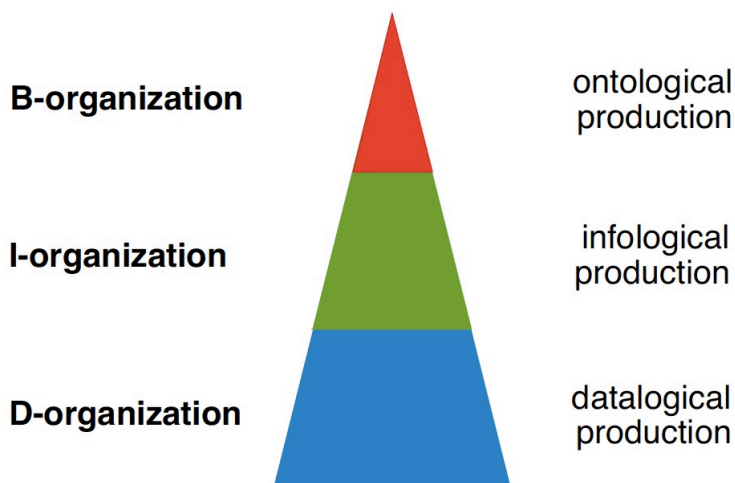 B-organization
ontological
production
I-organization
infological
production
D-organization
datalogical
production